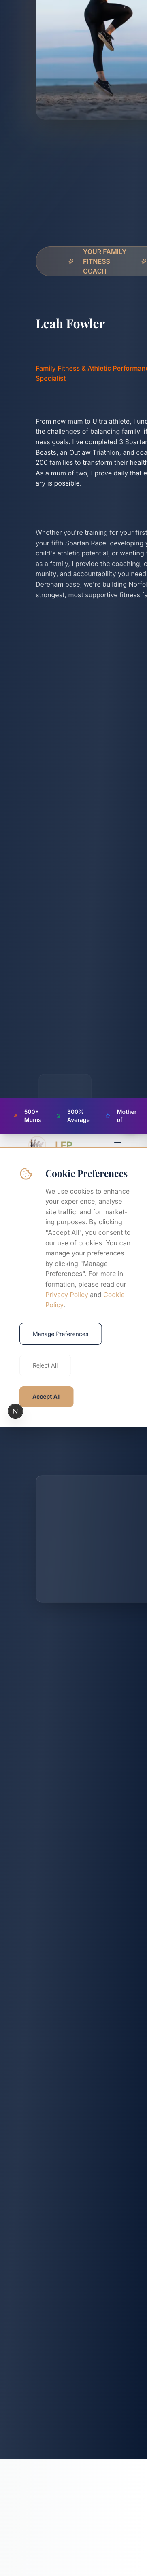 YOUR FAMILY
FITNESS
COACH
Leah Fowler
Family Fitness & Athletic Performanc
Specialist
From new mum to Ultra athlete, I unc
the challenges of balancing family lif
ness goals. I've completed 3 Spartan
Beasts, an Outlaw Triathlon, and coa
200 families to transform their health
As a mum of two, I prove daily that e
ary is possible.
Whether you're training for your first
your fifth Spartan Race, developing y
child's athletic potential, or wanting t
as a family, I provide the coaching, c
munity, and accountability you need
Dereham base, we're building Norfol
strongest, most supportive fitness fa
500+
Mums
300%
Average
Mother
of
LFP
Cookie Preferences
We use cookies to enhance
your experience, analyse
site traffic, and for market-
ing purposes. By clicking
"Accept All", you consent to
our use of cookies. You can
manage your preferences
by clicking "Manage
Preferences". For more in-
formation, please read our
Privacy Policy and Cookie
Policy.
Manage Preferences
Reject All
Accept All
N